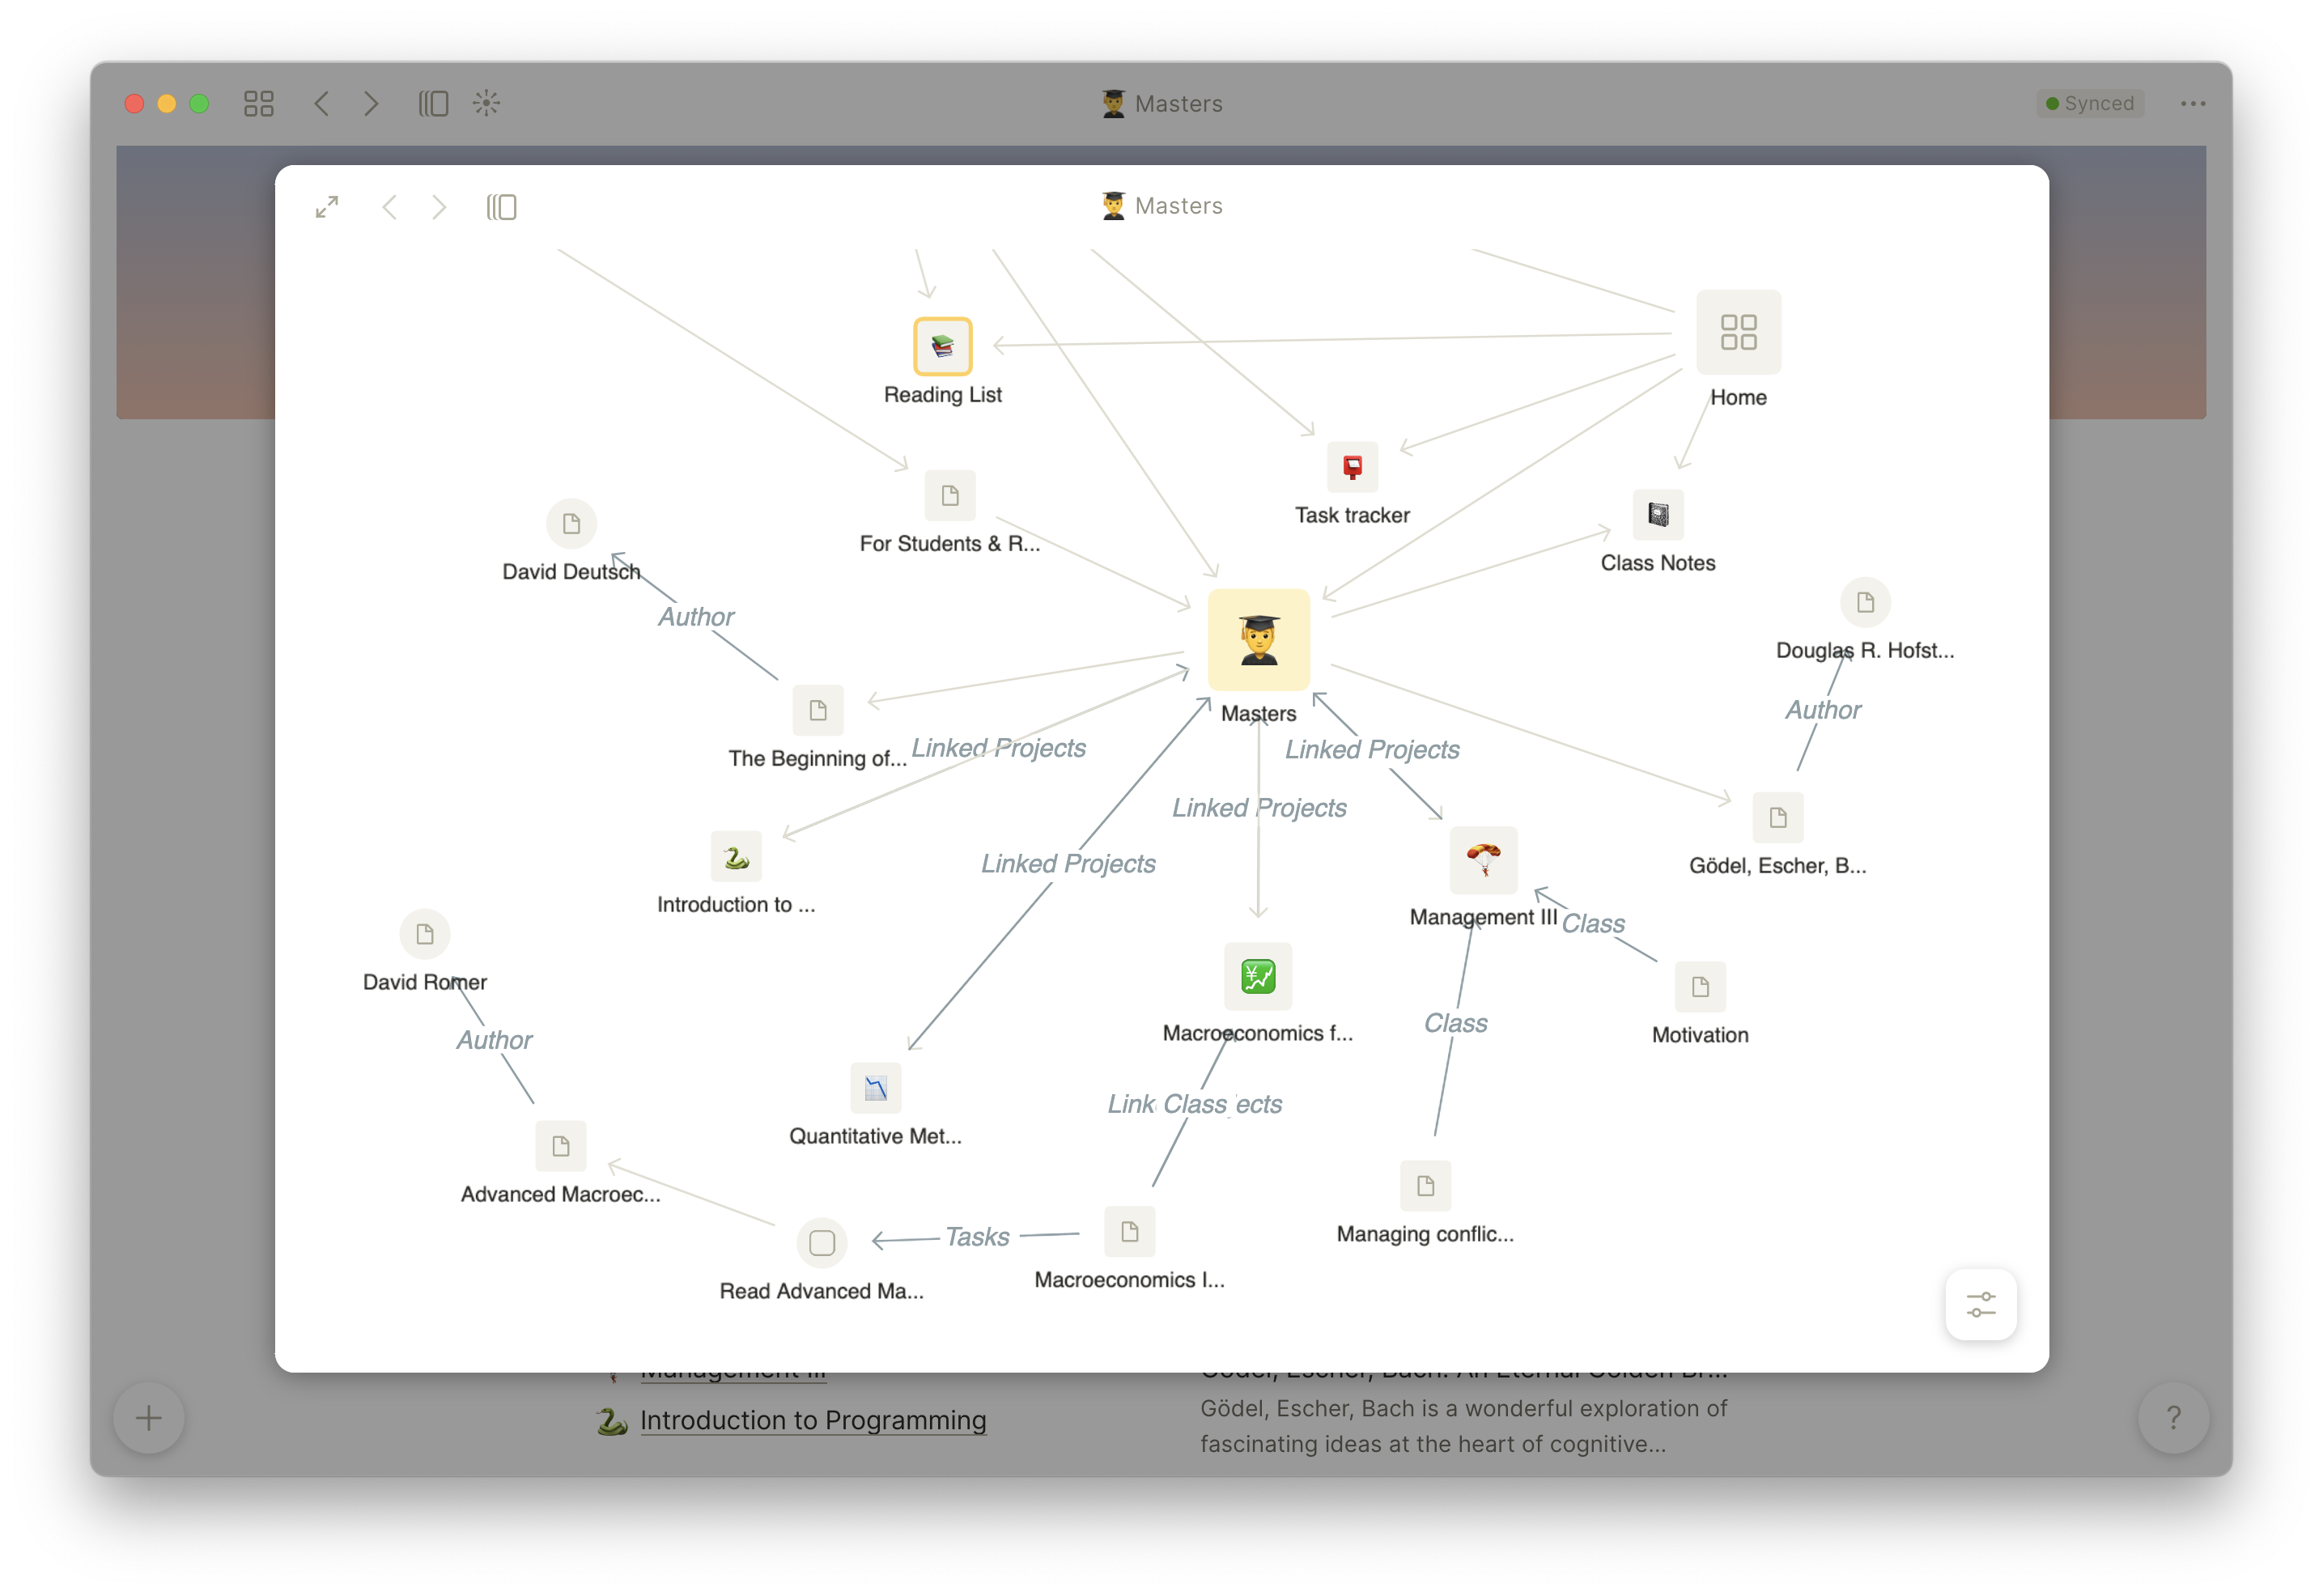 Masters
Synced
Masters
Reading List
Home
Task tracker
For Students & R...
Class Notes
David Deutsch
Author
Douglas R. Hofst...
Author
Masters
The Beginning of...
Linked Projects
Linked Projects
Linked Projects
Linked Projects
Gödel, Escher, B...
Introduction to ...
Management III
Class
David Romer
Author
Class
Macroeconomics f...
Motivation
Class
Quantitative Met...
Advanced Macroec...
Tasks
Managing conflic...
Macroeconomics I...
Read Advanced Ma...
Management III
Gödel, Escher, Bach: An Eternal Golden Br...
Introduction to Programming
Gödel, Escher, Bach is a wonderful exploration of
fascinating ideas at the heart of cognitive...
?